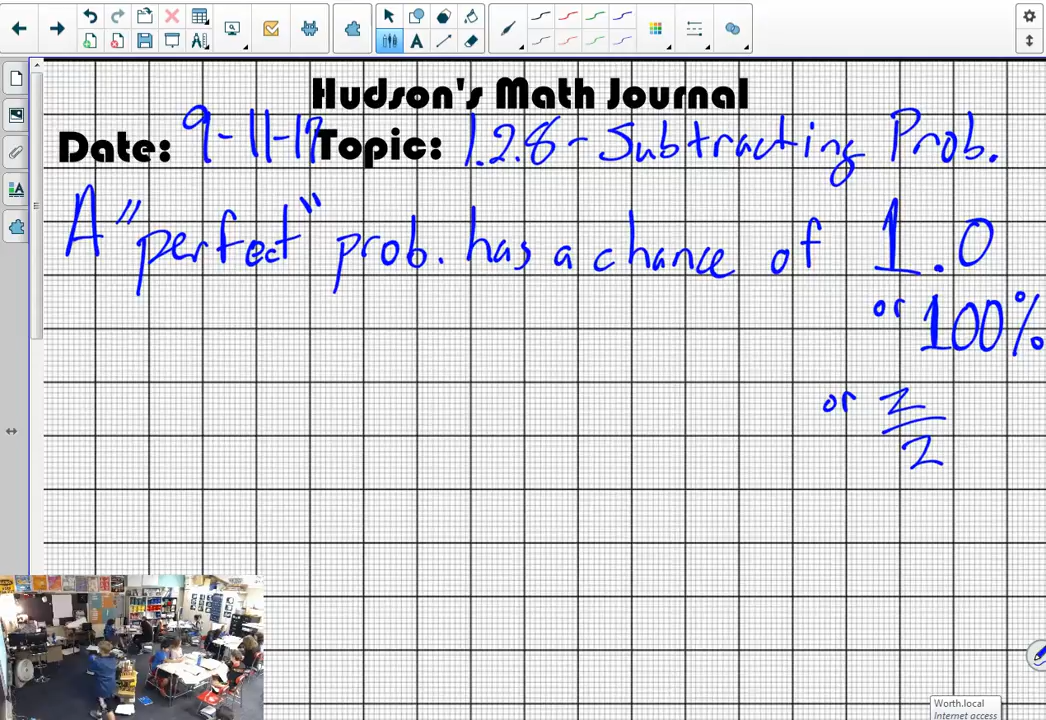 Hudson's Math Journal
Date: 9-11-17 Topic: 1.2.8 - Subtracting Prob.
A "perfect" prob. has a chance of 1.0
or 100%
or 2/2
Worth.local
Internet access